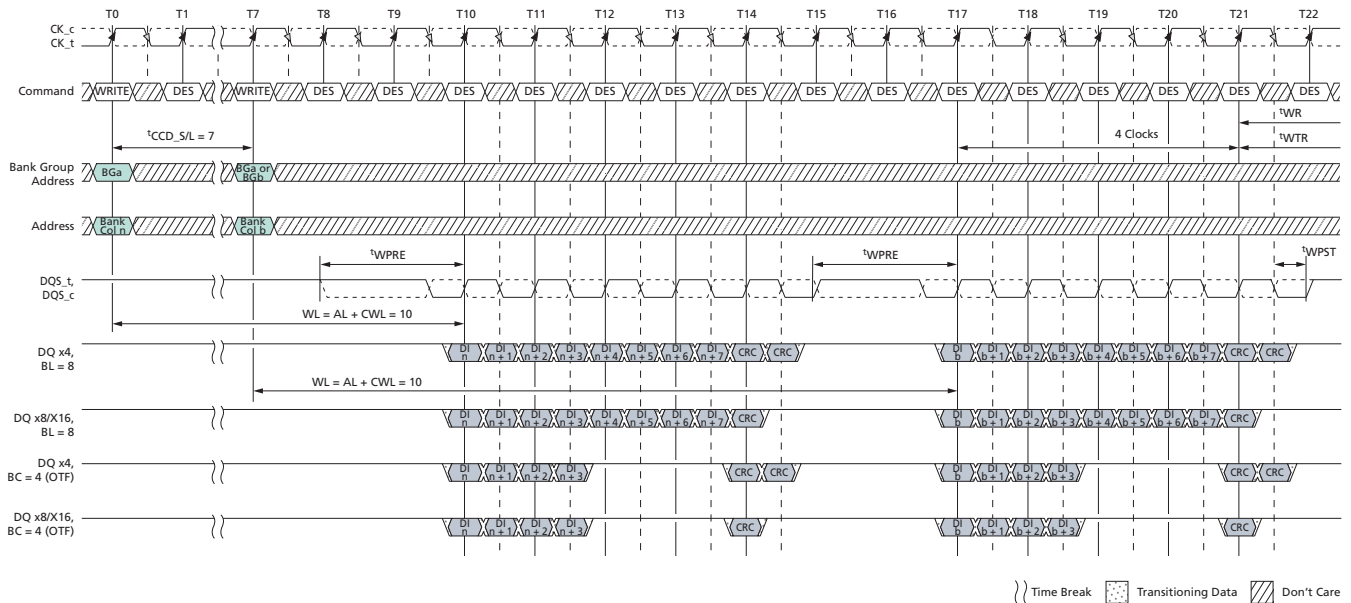 T0 T1 T7 T8 T9 T10 T11 T12 T13 T14 T15 T16 T17 T18 T19 T20 T21 T22
CK_c
CK_t
Command WRITE DES WRITE DES DES DES DES DES DES DES DES DES DES DES DES DES DES DES
tWR
tCCD_S/L = 7
4 Clocks
tWTR
Bank Group
Address
BGa
BGa or
BGb
Address
Bank
Col n
Bank
Col b
tWPRE tWPRE tWPST
DQS_t,
DQS_c
WL = AL + CWL = 10
DQ x4,
BL = 8
DI n DI n + 1 DI n + 2 DI n + 3 DI n + 4 DI n + 5 DI n + 6 DI n + 7 CRC CRC DI b DI b + 1 DI b + 2 DI b + 3 DI b + 4 DI b + 5 DI b + 6 DI b + 7 CRC CRC
WL = AL + CWL = 10
DQ x8/X16,
BL = 8
DI n DI n + 1 DI n + 2 DI n + 3 DI n + 4 DI n + 5 DI n + 6 DI n + 7 CRC DI b DI b + 1 DI b + 2 DI b + 3 DI b + 4 DI b + 5 DI b + 6 DI b + 7 CRC
DQ x4,
BC = 4 (OTF)
DI n DI n + 1 DI n + 2 DI n + 3 CRC CRC DI b DI b + 1 DI b + 2 DI b + 3 CRC CRC
DQ x8/X16,
BC = 4 (OTF)
DI n DI n + 1 DI n + 2 DI n + 3 CRC DI b DI b + 1 DI b + 2 DI b + 3 CRC
Time Break Transitioning Data Don't Care